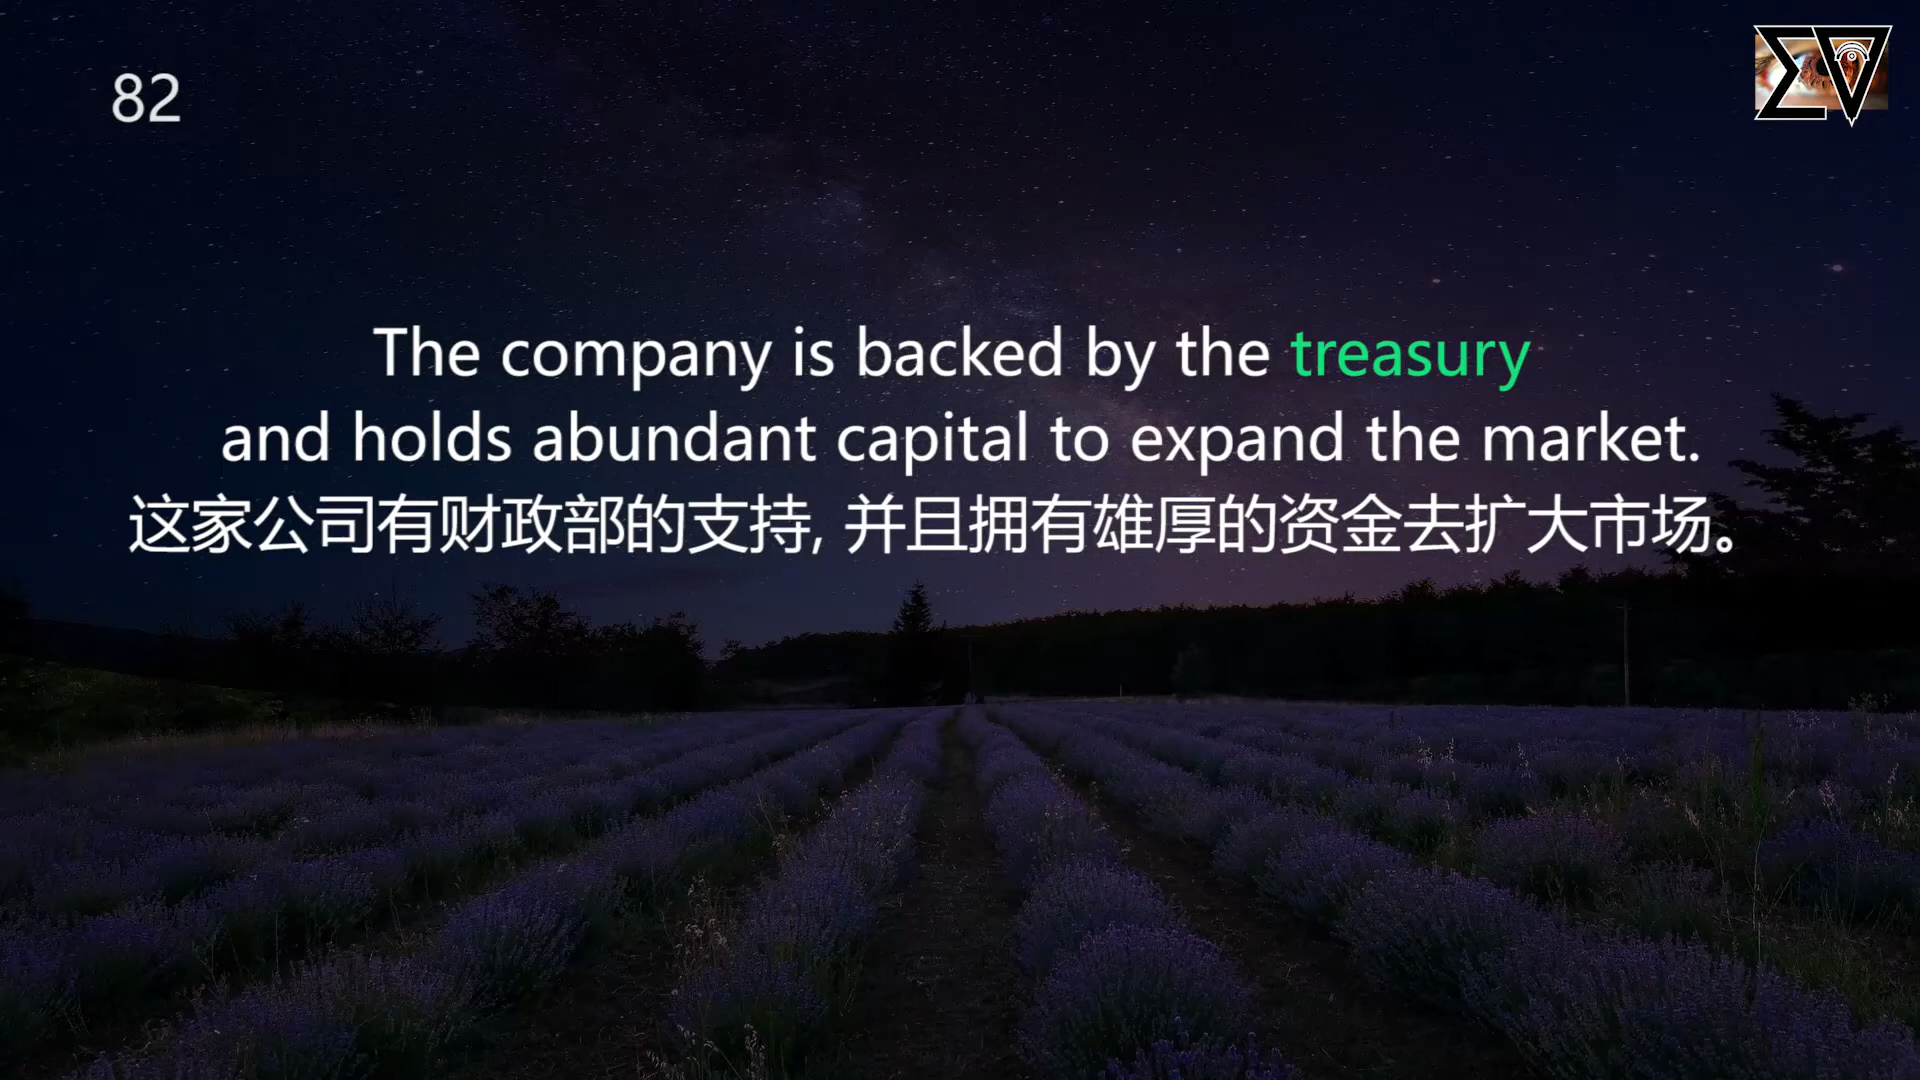 82
The company is backed by the treasury
and holds abundant capital to expand the market.
这家公司有财政部的支持, 并且拥有雄厚的资金去扩大市场。